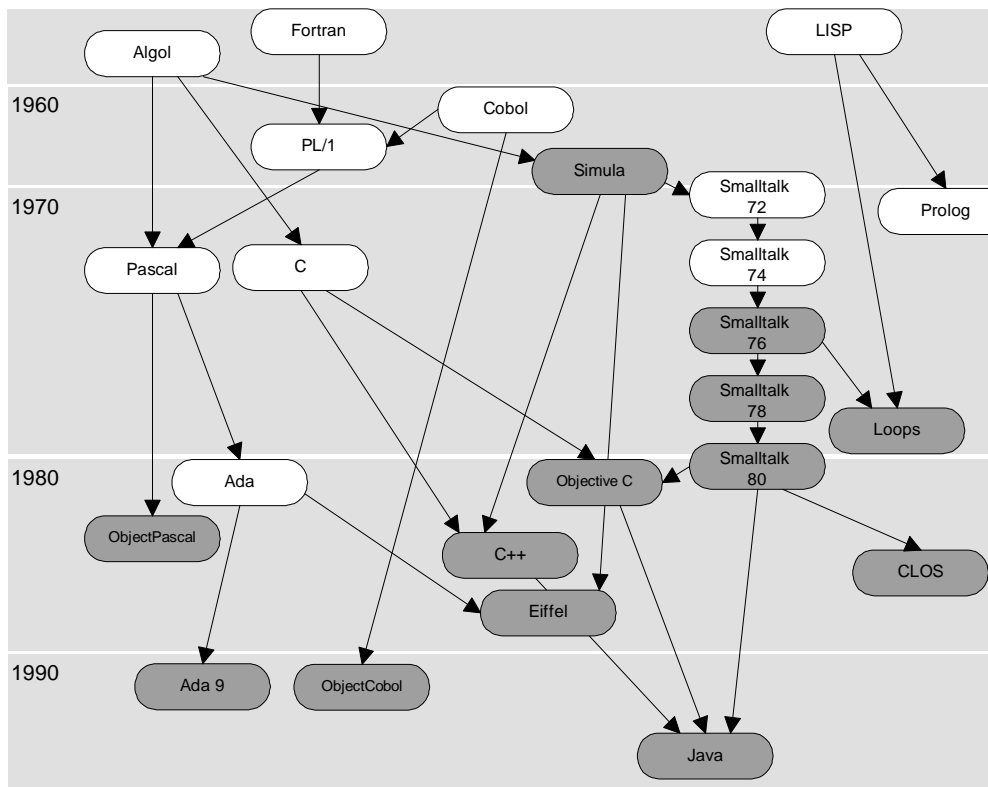 Fortran
LISP
Algol
1960
Cobol
PL/1
Simula
1970
Smalltalk
72
Prolog
Pascal
C
Smalltalk
74
Smalltalk
76
Smalltalk
78
Loops
1980
Ada
Objective C
Smalltalk
80
ObjectPascal
C++
CLOS
Eiffel
1990
Ada 9
ObjectCobol
Java